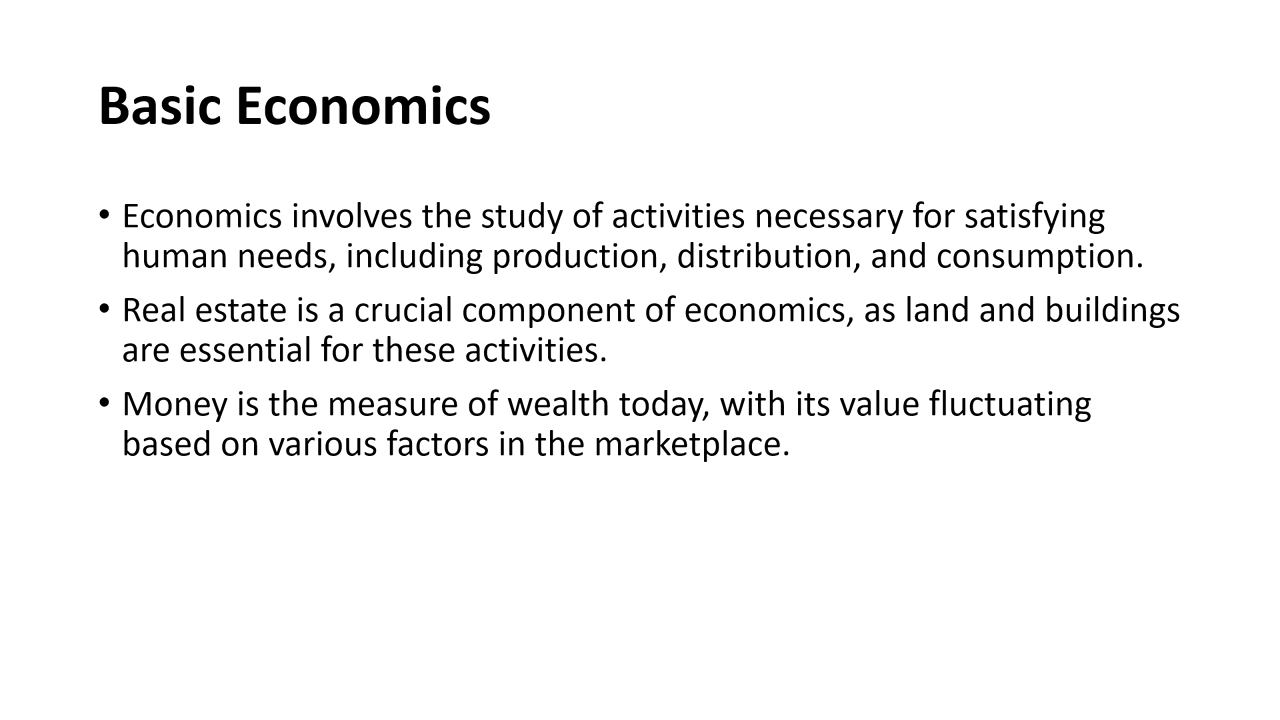 Basic Economics
• Economics involves the study of activities necessary for satisfying
human needs, including production, distribution, and consumption.
• Real estate is a crucial component of economics, as land and buildings
are essential for these activities.
• Money is the measure of wealth today, with its value fluctuating
based on various factors in the marketplace.